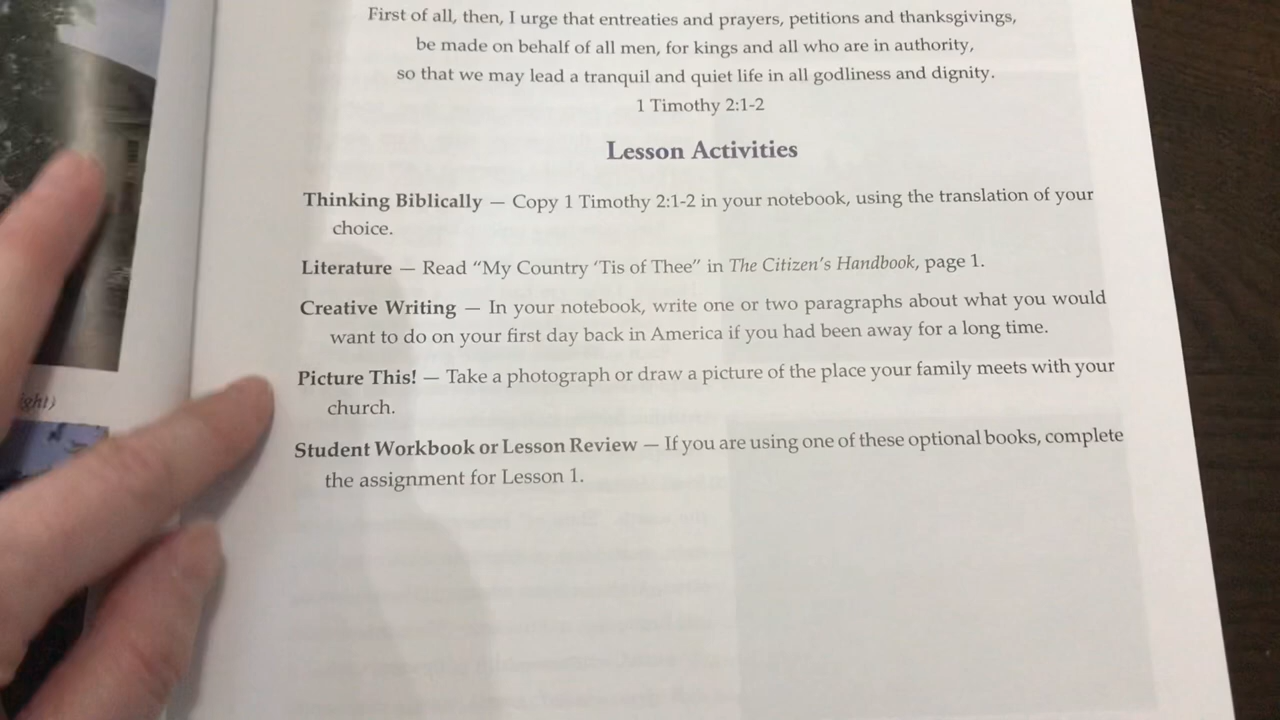 First of all, then, I urge that entreaties and prayers, petitions and thanksgivings,
be made on behalf of all men, for kings and all who are in authority,
so that we may lead a tranquil and quiet life in all godliness and dignity.
1 Timothy 2:1-2
Lesson Activities
Thinking Biblically — Copy 1 Timothy 2:1-2 in your notebook, using the translation of your
choice.
Literature — Read “My Country ‘Tis of Thee” in The Citizen’s Handbook, page 1.
Creative Writing — In your notebook, write one or two paragraphs about what you would
want to do on your first day back in America if you had been away for a long time.
Picture This! — Take a photograph or draw a picture of the place your family meets with your
church.
Student Workbook or Lesson Review — If you are using one of these optional books, complete
the assignment for Lesson 1.